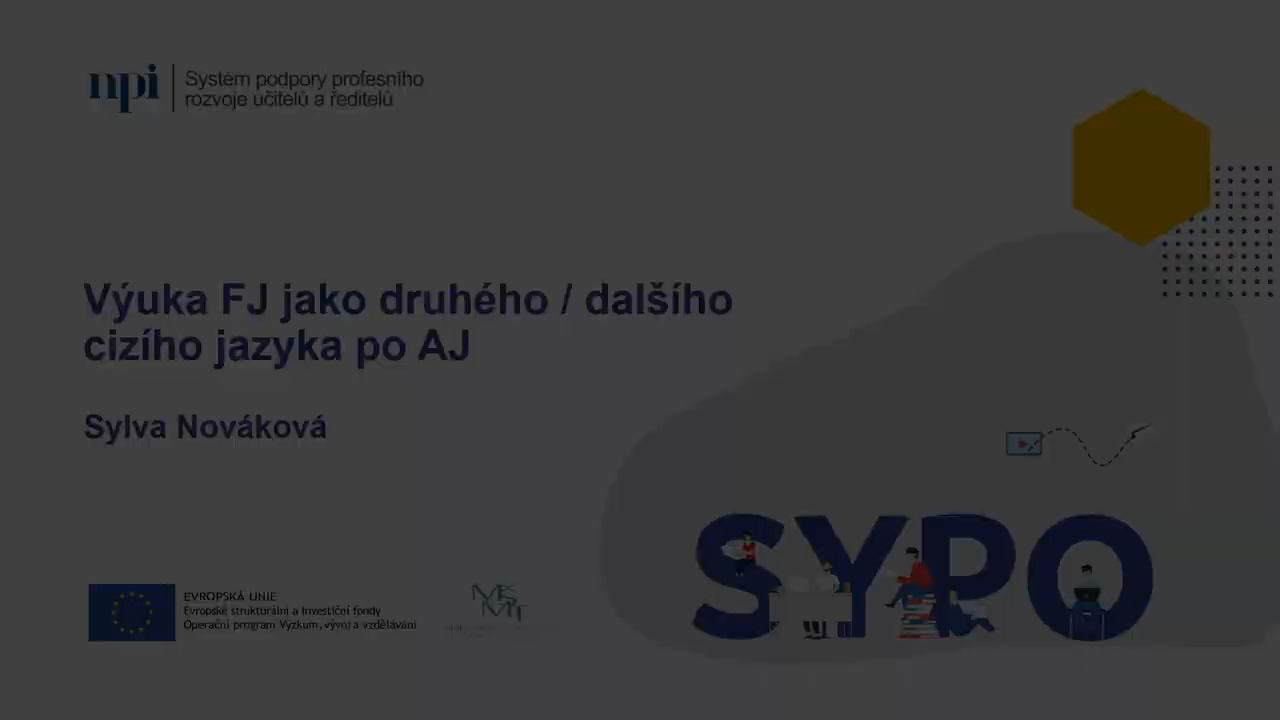 npi
Systém podpory profesního
rozvoje učitelů a ředitelů
Výuka FJ jako druhého / dalšího
cizího jazyka po AJ
Sylva Nováková
SYPO
EVROPSKÁ UNIE
Evropské strukturální a investiční fondy
Operační program Výzkum, vývoj a vzdělávání